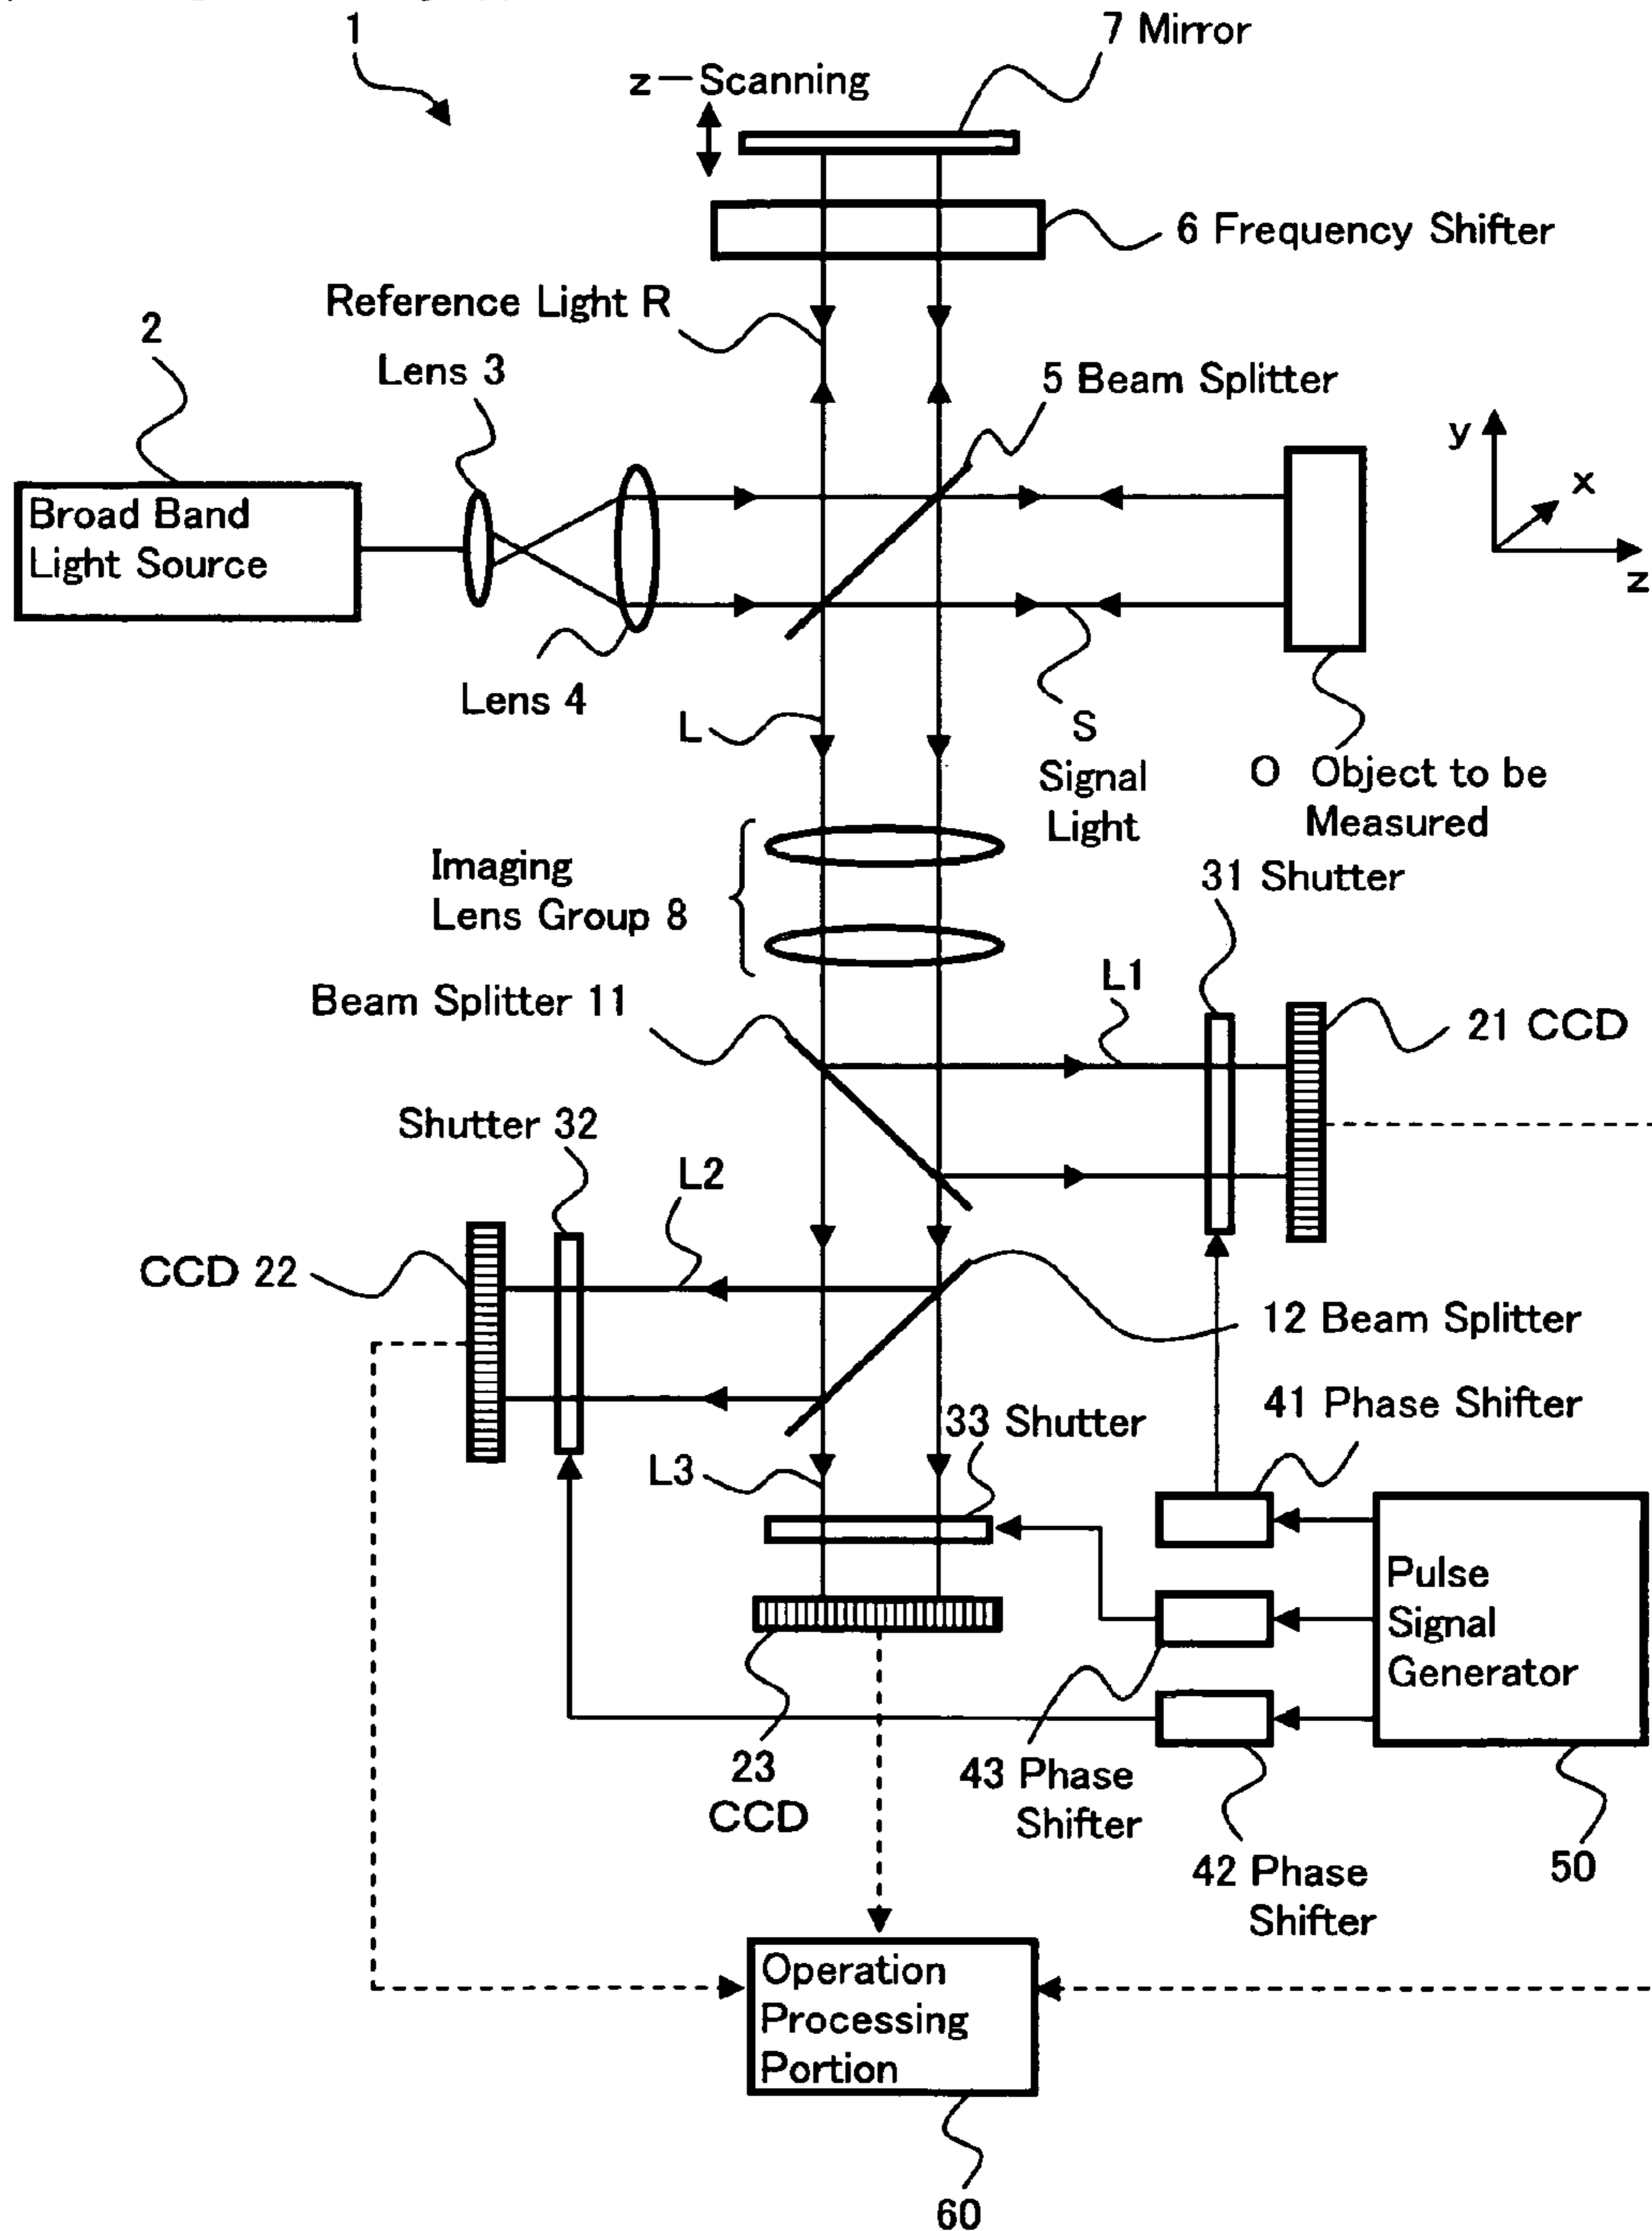 1
7 Mirror
z-Scanning
6 Frequency Shifter
Reference Light R
2
Lens 3
5 Beam Splitter
y
x
z
Broad Band
Light Source
Lens 4
L
S
Signal
Light
O Object to be
Measured
Imaging
Lens Group 8
31 Shutter
L1
Beam Splitter 11
21 CCD
Shutter 32
L2
CCD 22
12 Beam Splitter
41 Phase Shifter
33 Shutter
L3
Pulse
Signal
Generator
23
CCD
43 Phase
Shifter
42 Phase
Shifter
50
Operation
Processing
Portion
60